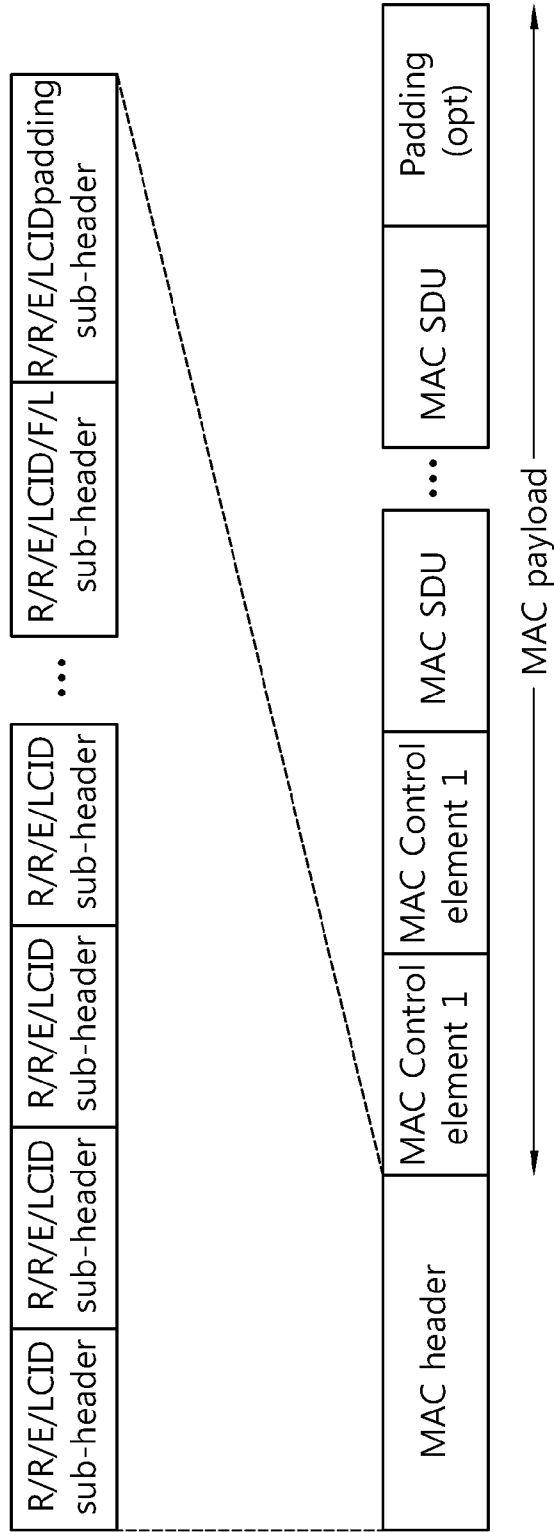 R/R/E/LCID
sub-header
R/R/E/LCID
sub-header
R/R/E/LCID
sub-header
R/R/E/LCID
sub-header
...
R/R/E/LCID/F/L
sub-header
R/R/E/LCIDpadding
sub-header
MAC header
MAC Control
element 1
MAC Control
element 1
MAC SDU
...
MAC SDU
Padding
(opt)
MAC payload